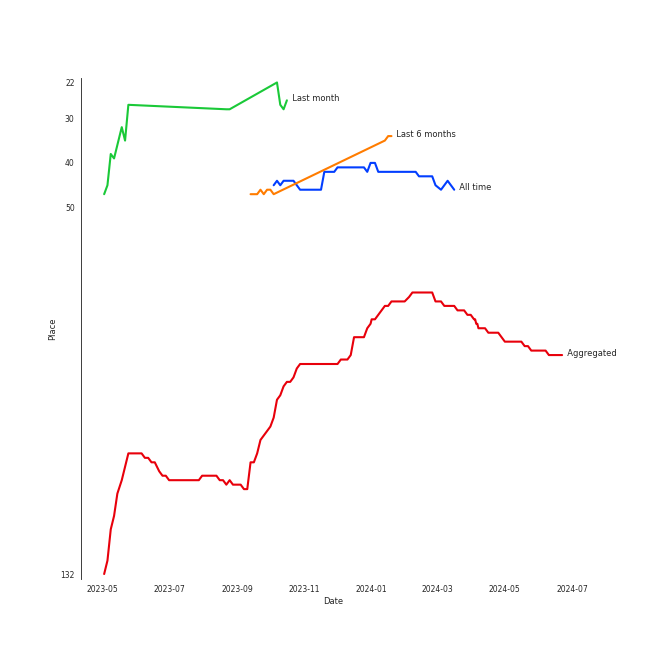 22
Last month
30
Last 6 months
40
All time
50
Place
Aggregated
132
2023-05 2023-07 2023-09 2023-11 2024-01 2024-03 2024-05 2024-07
Date